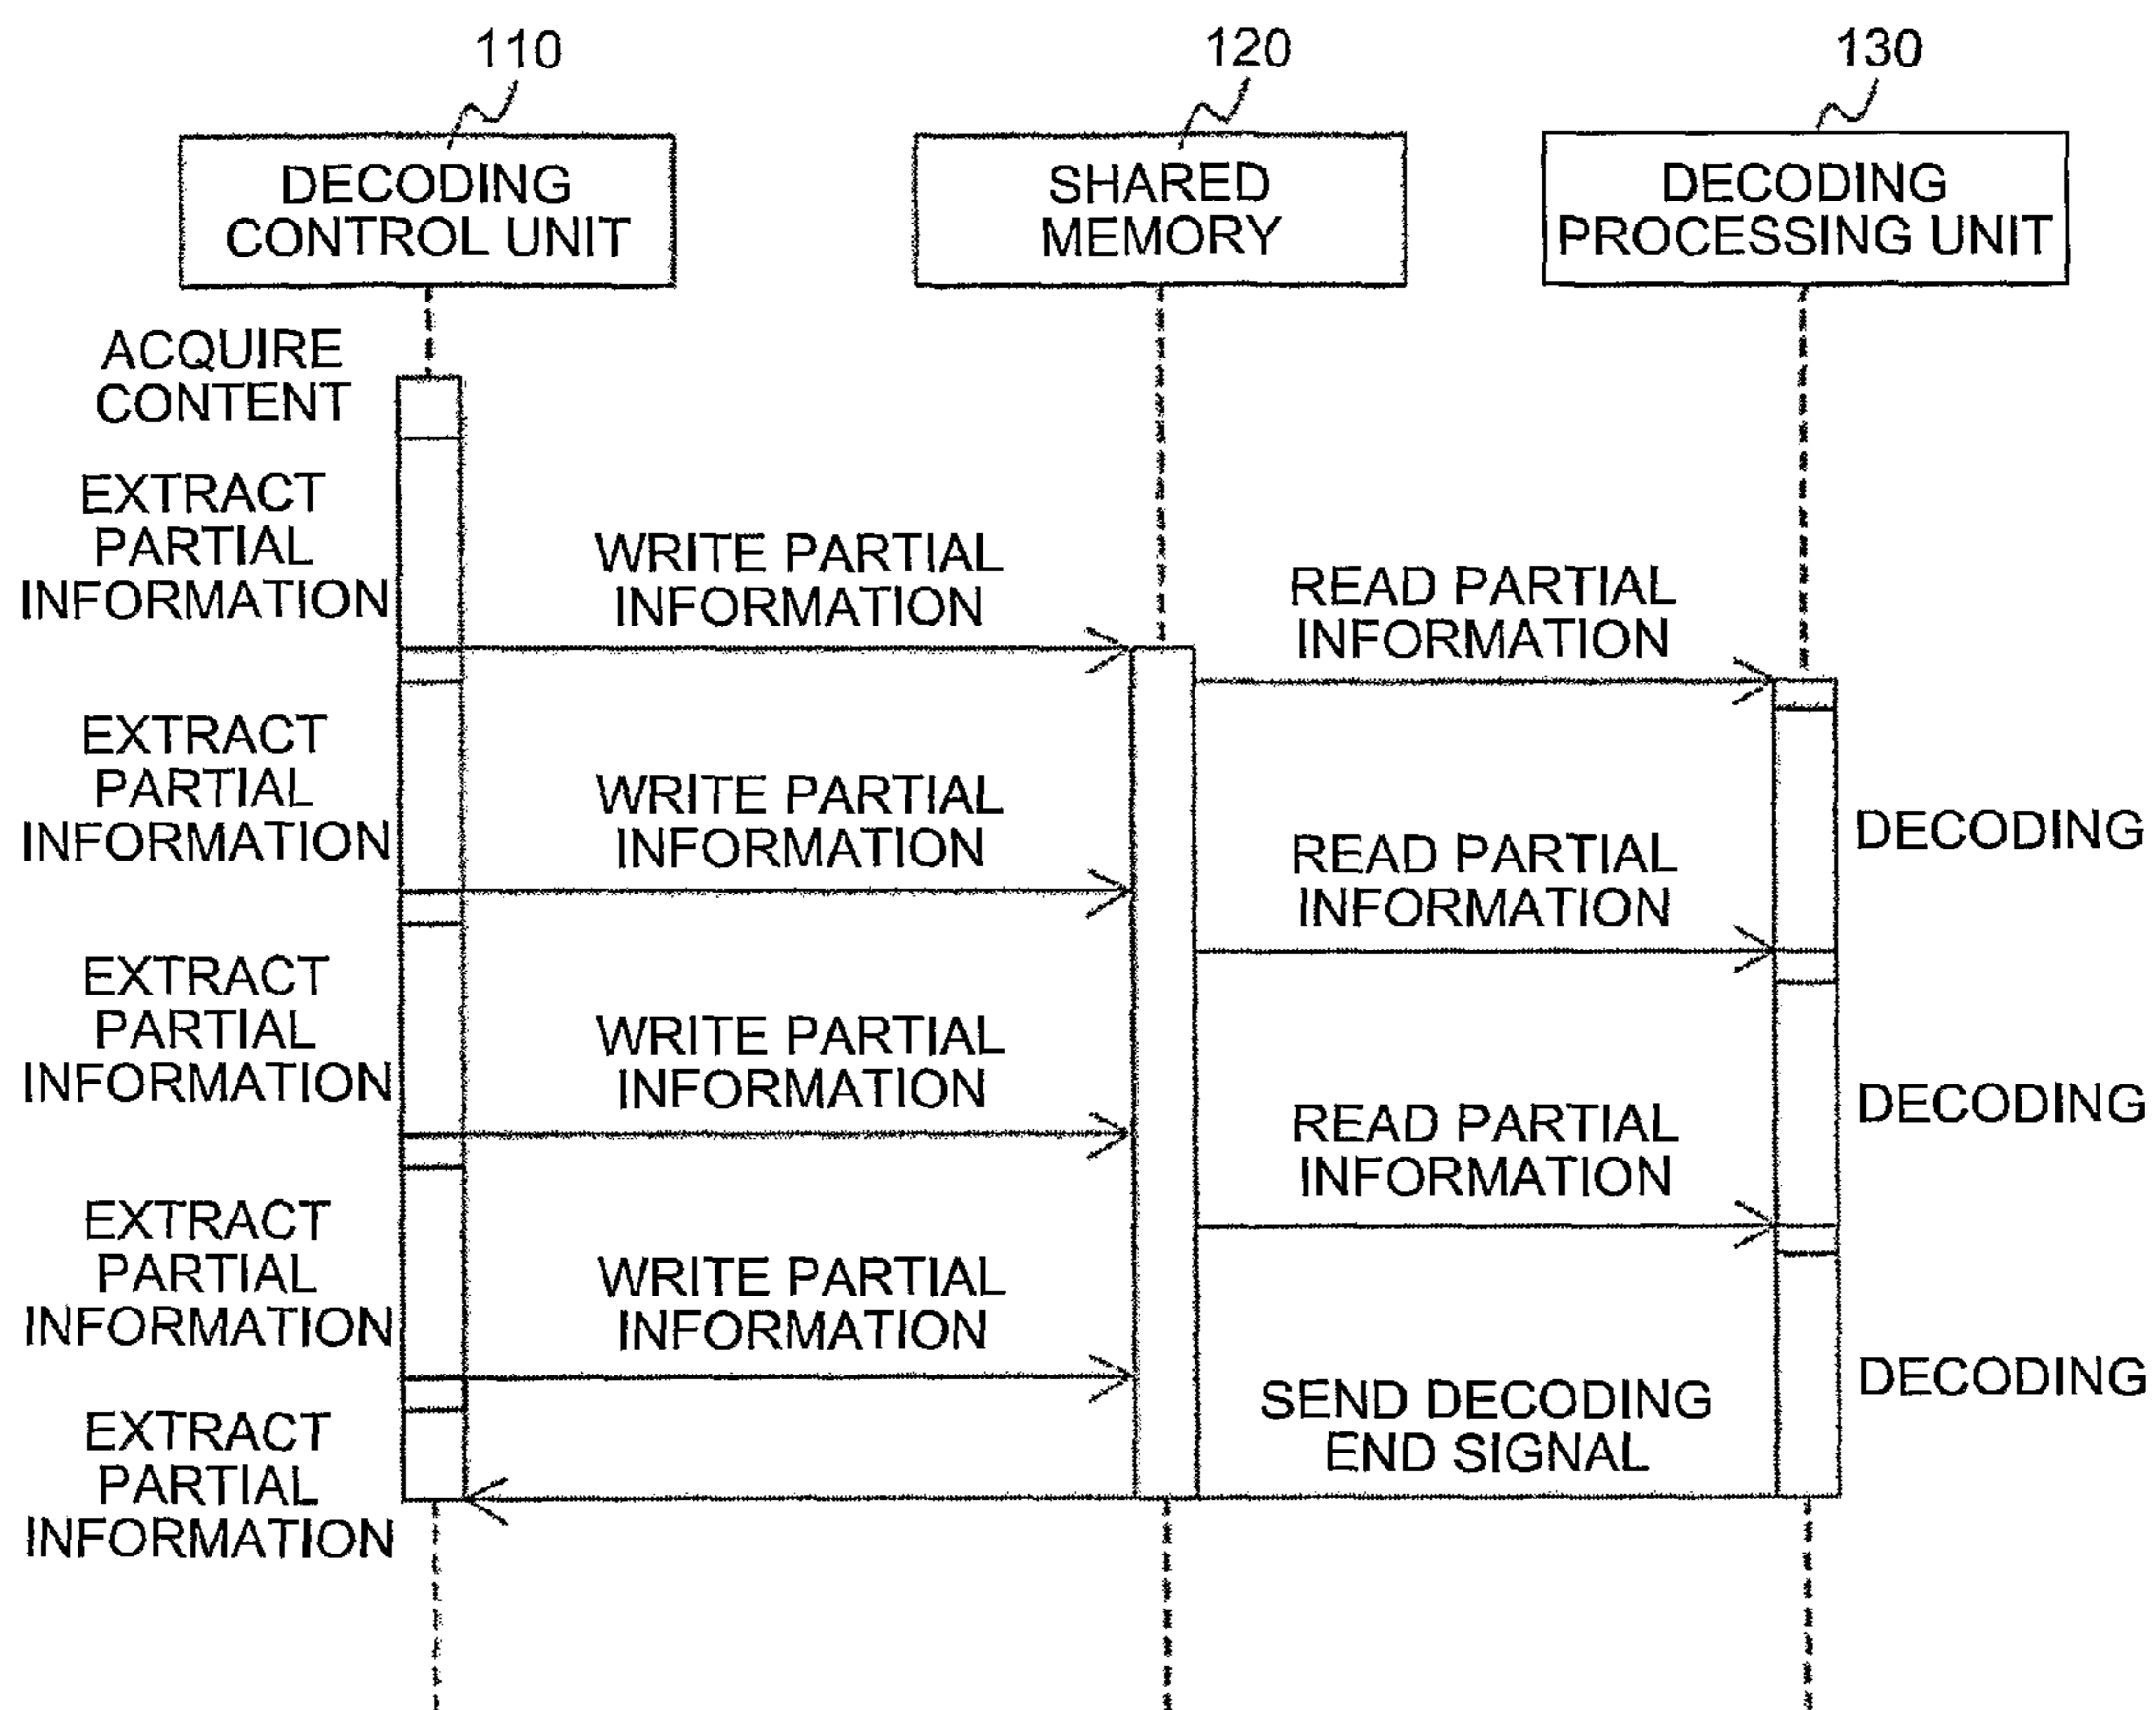 110
120
130
DECODING
CONTROL UNIT
SHARED
MEMORY
DECODING
PROCESSING UNIT
ACQUIRE
CONTENT
EXTRACT
PARTIAL
INFORMATION
WRITE PARTIAL
INFORMATION
READ PARTIAL
INFORMATION
EXTRACT
PARTIAL
INFORMATION
WRITE PARTIAL
INFORMATION
DECODING
READ PARTIAL
INFORMATION
EXTRACT
PARTIAL
INFORMATION
WRITE PARTIAL
INFORMATION
DECODING
READ PARTIAL
INFORMATION
EXTRACT
PARTIAL
INFORMATION
WRITE PARTIAL
INFORMATION
DECODING
SEND DECODING
END SIGNAL
EXTRACT
PARTIAL
INFORMATION